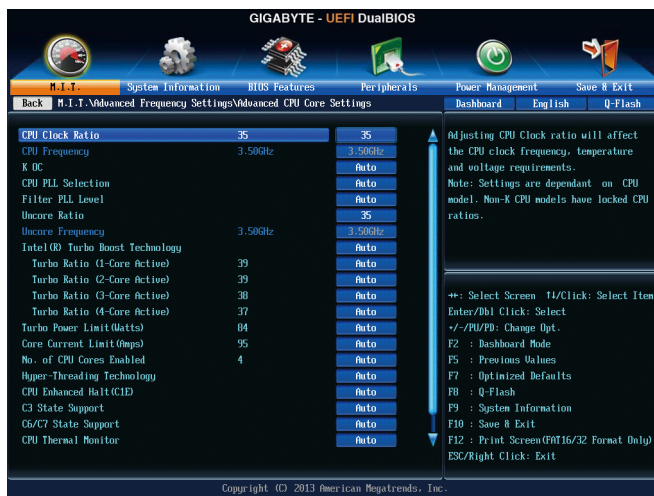 GIGABYTE - UEFI DualBIOS
M.I.T. System Information BIOS Features Peripherals Power Management Save & Exit
Back M.I.T.\Advanced Frequency Settings\Advanced CPU Core Settings Dashboard English Q-Flash
CPU Clock Ratio 35 35
CPU Frequency 3.50GHz 3.50GHz
K OC Auto
CPU PLL Selection Auto
Filter PLL Level Auto
Uncore Ratio 35
Uncore Frequency 3.50GHz 3.50GHz
Intel(R) Turbo Boost Technology Auto
Turbo Ratio (1-Core Active) 39 Auto
Turbo Ratio (2-Core Active) 39 Auto
Turbo Ratio (3-Core Active) 38 Auto
Turbo Ratio (4-Core Active) 37 Auto
Turbo Power Limit(Watts) 84 Auto
Core Current Limit(Amps) 95 Auto
No. of CPU Cores Enabled 4 Auto
Hyper-Threading Technology Auto
CPU Enhanced Halt(C1E) Auto
C3 State Support Auto
C6/C7 State Support Auto
CPU Thermal Monitor Auto
Adjusting CPU Clock ratio will affect
the CPU clock frequency, temperature
and voltage requirements.
Note: Settings are dependant on CPU
model. Non-K CPU models have locked CPU
ratios.
→←: Select Screen ↑↓/Click: Select Item
Enter/Dbl Click: Select
+/-/PU/PD: Change Opt.
F2 : Dashboard Mode
F5 : Previous Values
F7 : Optimized Defaults
F8 : Q-Flash
F9 : System Information
F10 : Save & Exit
F12 : Print Screen(FAT16/32 Format Only)
ESC/Right Click: Exit
Copyright (C) 2013 American Megatrends, Inc.